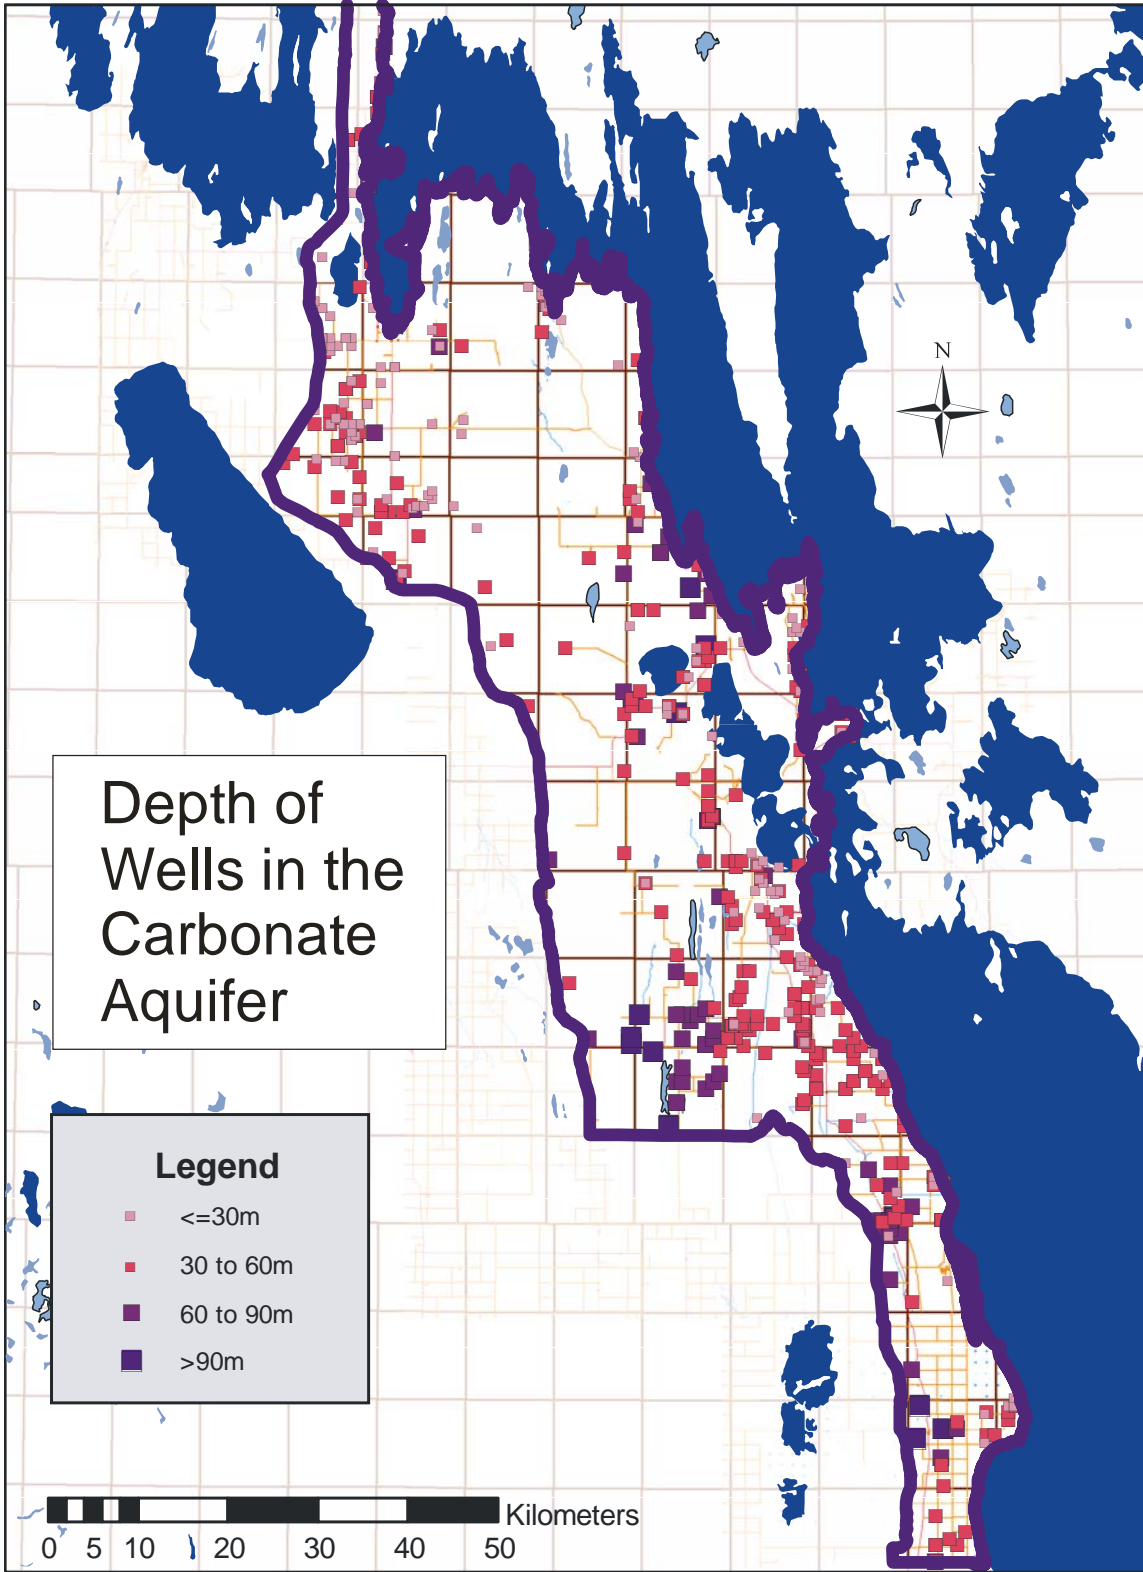 N
Depth of
Wells in the
Carbonate
Aquifer
Legend
<=30m
30 to 60m
60 to 90m
>90m
Kilometers
0 5 10 20 30 40 50